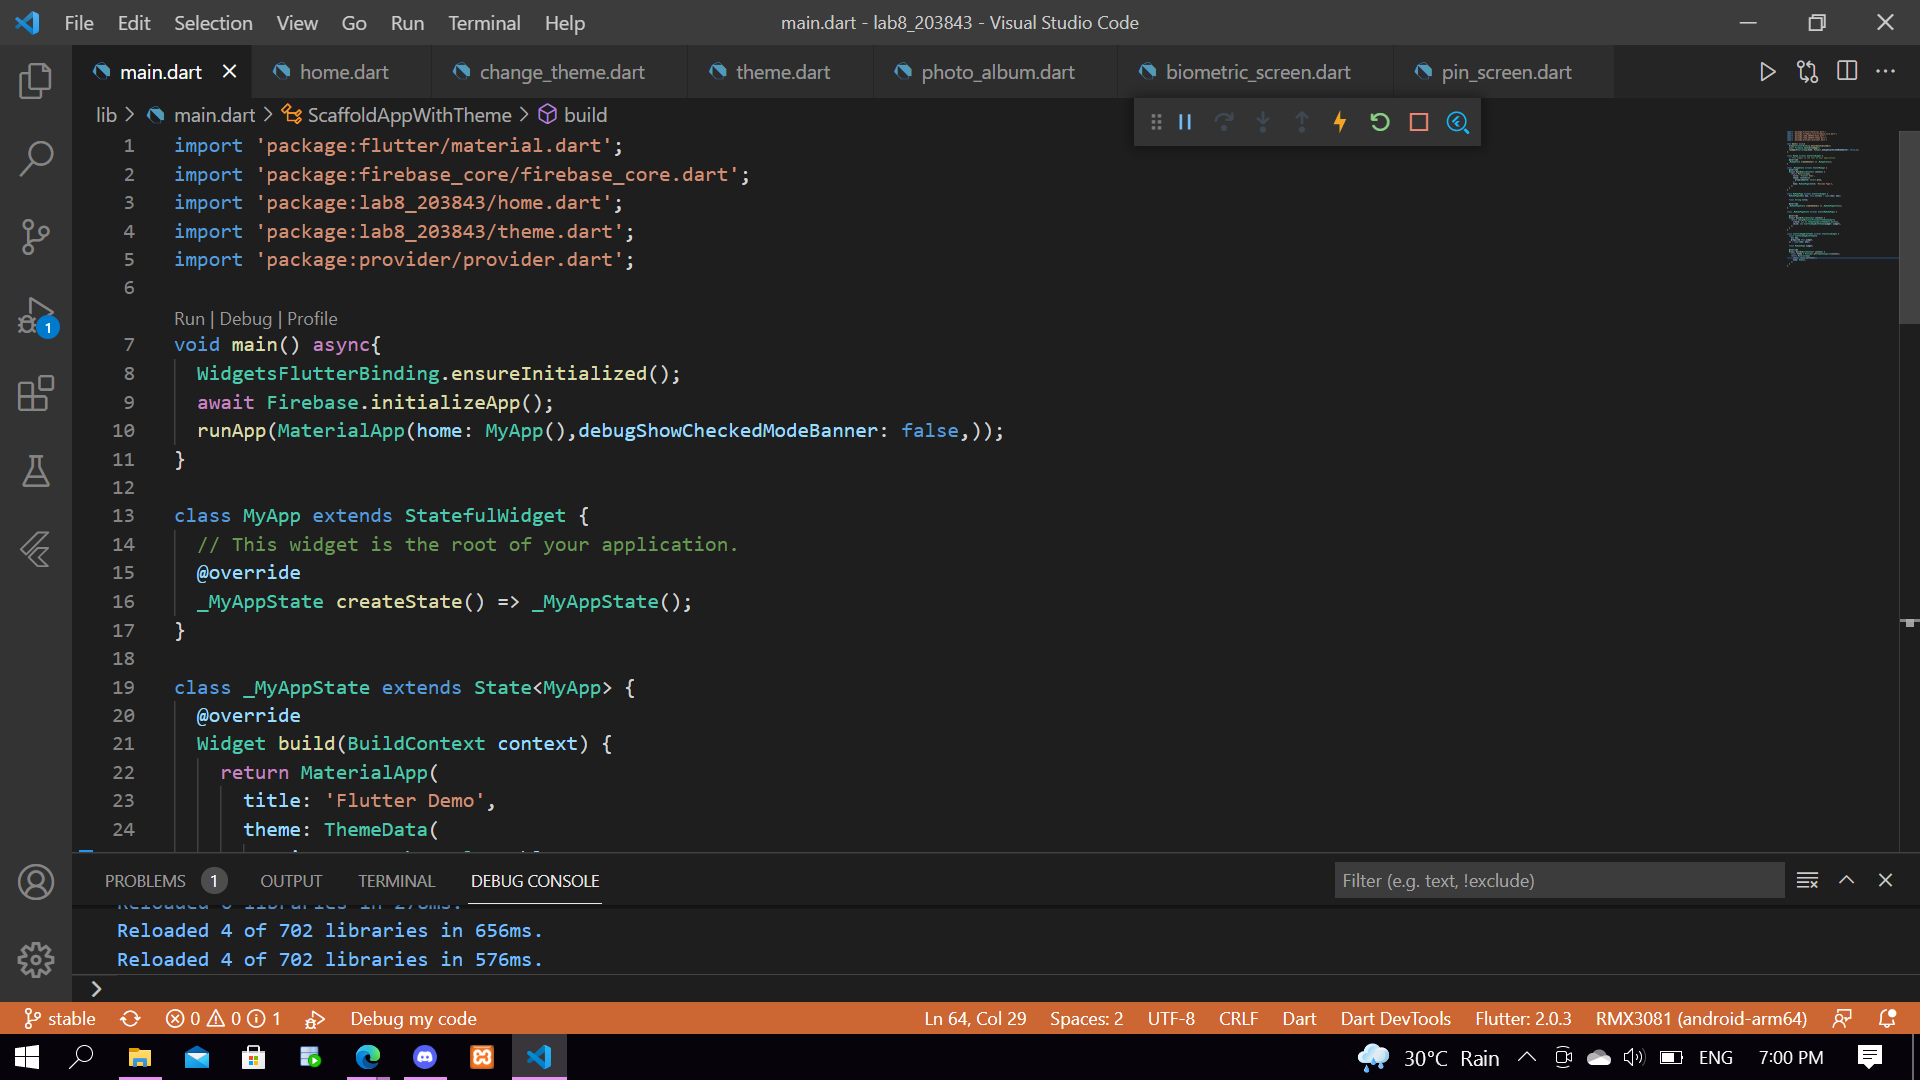 File Edit Selection View Go Run Terminal Help
main.dart - lab8_203843 - Visual Studio Code
main.dart home.dart change_theme.dart theme.dart photo_album.dart biometric_screen.dart pin_screen.dart
lib > main.dart > ScaffoldAppWithTheme > build
1 import 'package:flutter/material.dart';
2 import 'package:firebase_core/firebase_core.dart';
3 import 'package:lab8_203843/home.dart';
4 import 'package:lab8_203843/theme.dart';
5 import 'package:provider/provider.dart';
6
Run | Debug | Profile
7 void main() async{
8 WidgetsFlutterBinding.ensureInitialized();
9 await Firebase.initializeApp();
10 runApp(MaterialApp(home: MyApp(),debugShowCheckedModeBanner: false,));
11 }
12
13 class MyApp extends StatefulWidget {
14 // This widget is the root of your application.
15 @override
16 _MyAppState createState() => _MyAppState();
17 }
18
19 class _MyAppState extends State<MyApp> {
20 @override
21 Widget build(BuildContext context) {
22 return MaterialApp(
23 title: 'Flutter Demo',
24 theme: ThemeData(
1
PROBLEMS 1 OUTPUT TERMINAL DEBUG CONSOLE
Filter (e.g. text, !exclude)
Reloaded 4 of 702 libraries in 656ms.
Reloaded 4 of 702 libraries in 576ms.
>
stable 0 0 1 Debug my code Ln 64, Col 29 Spaces: 2 UTF-8 CRLF Dart Dart DevTools Flutter: 2.0.3 RMX3081 (android-arm64)
30°C Rain ENG 7:00 PM